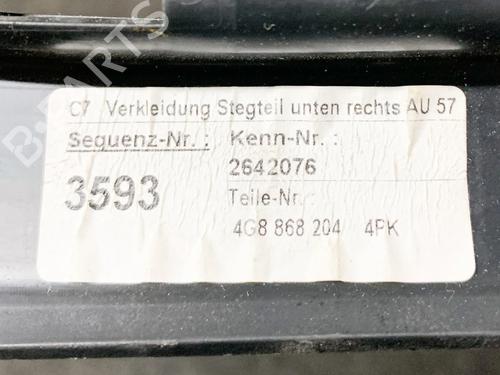 C7 Verkleidung Stegteil unten rechts AU 57
Sequenz-Nr. : Kenn-Nr. :
3593 2642076
Teile-Nr. :
4G8 868 204 4PK
B-PARTS